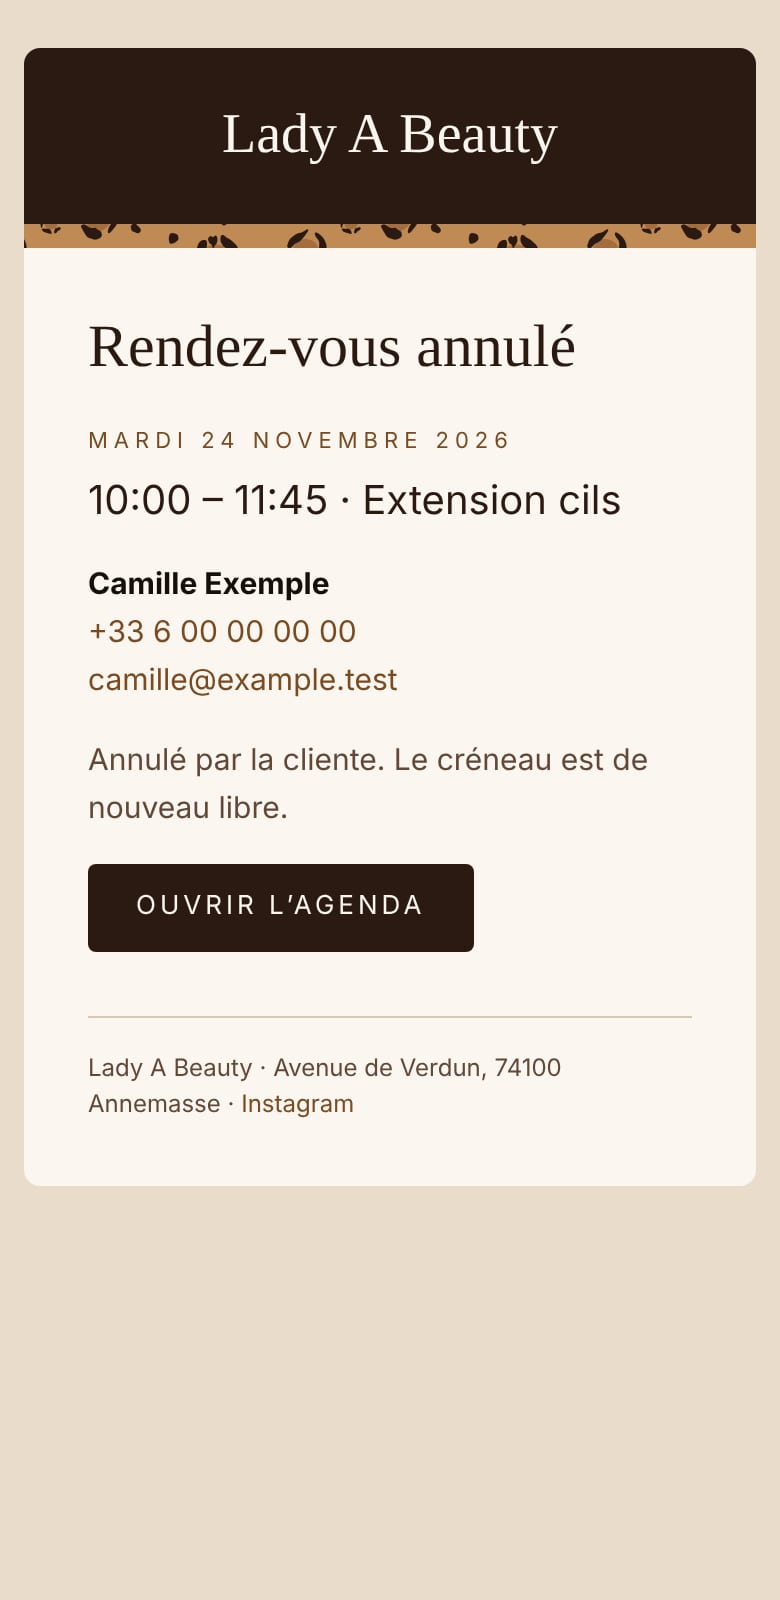 Lady A Beauty
Rendez-vous annulé
MARDI 24 NOVEMBRE 2026
10:00 – 11:45 · Extension cils
Camille Exemple
+33 6 00 00 00 00
camille@example.test
Annulé par la cliente. Le créneau est de
nouveau libre.
OUVRIR L’AGENDA
Lady A Beauty · Avenue de Verdun, 74100
Annemasse · Instagram